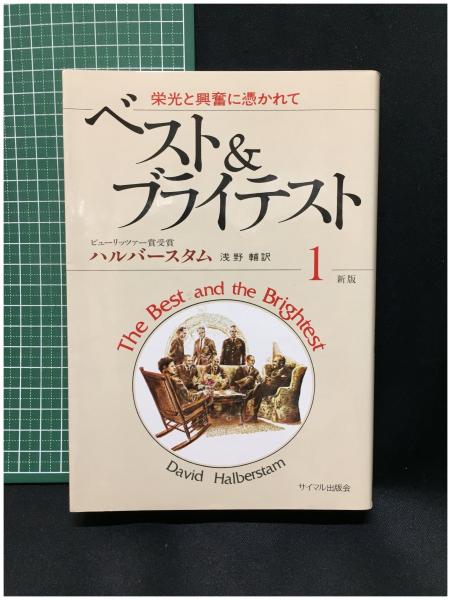 栄光と興奮に憑かれて
ベスト&
ブライテスト
ピューリッツァー賞受賞
ハルバースタム 浅野 輔訳
1 新版
The Best and the Brightest
David Halberstam
サイマル出版会